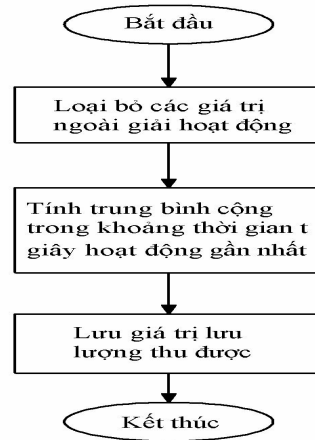 Bắt đầu
Loại bỏ các giá trị
ngoài giải hoạt động
Tính trung bình cộng
trong khoảng thời gian t
giây hoạt động gần nhất
Lưu giá trị lưu
lượng thu được
Kết thúc